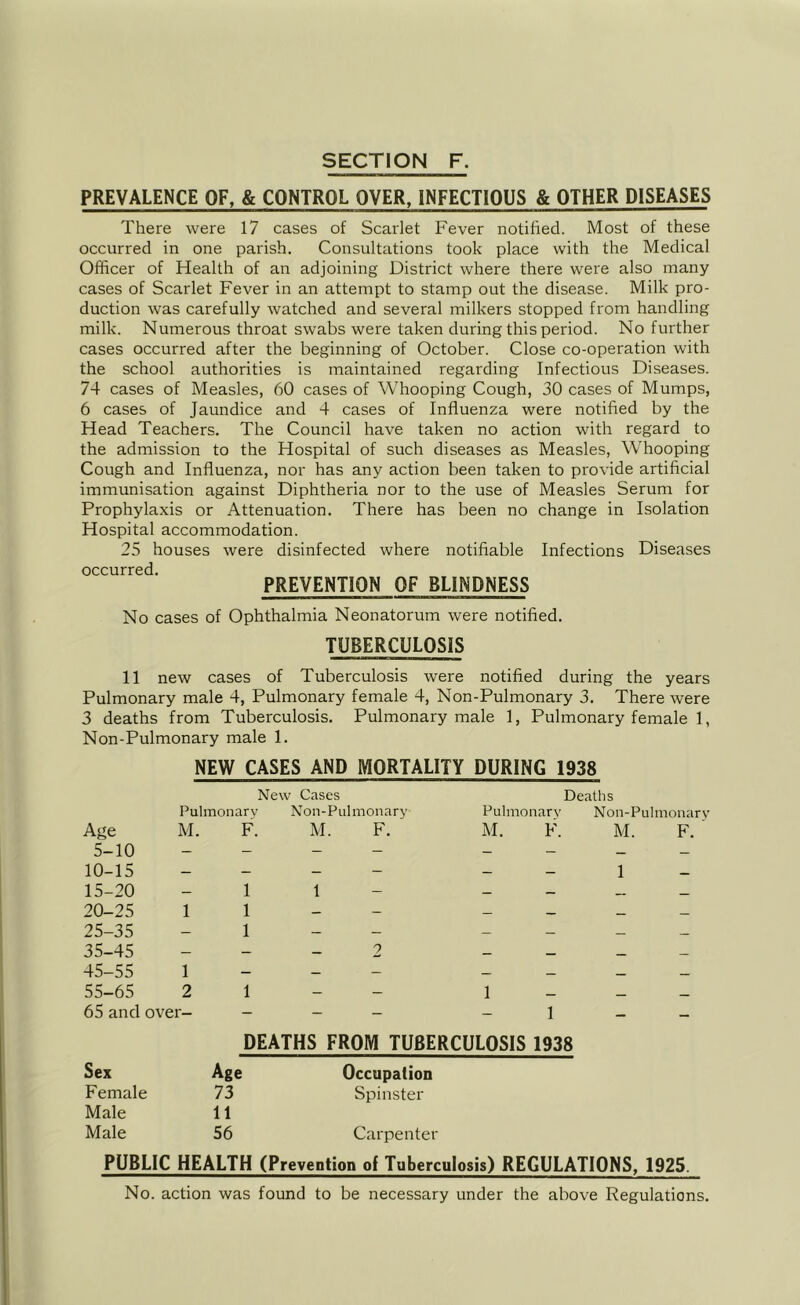 SECTION F.
PREVALENCE OF, & CONTROL OVER, INFECTIOUS & OTHER DISEASES
There were 17 cases of Scarlet Fever notified. Most of these
occurred in one parish. Consultations took place with the Medical
Officer of Health of an adjoining District where there were also many
cases of Scarlet Fever in an attempt to stamp out the disease. Milk pro-
duction was carefully watched and several milkers stopped from handling
milk. Numerous throat swabs were taken during this period. No further
cases occurred after the beginning of October. Close co-operation with
the school authorities is maintained regarding Infectious Diseases.
74 cases of Measles, 60 cases of Whooping Cough, 30 cases of Mumps,
6 cases of Jaundice and 4 cases of Influenza were notified by the
Head Teachers. The Council have taken no action with regard to
the admission to the Hospital of such diseases as Measles, Whooping
Cough and Influenza, nor has any action been taken to provide artificial
immunisation against Diphtheria nor to the use of Measles Serum for
Prophylaxis or Attenuation. There has been no change in Isolation
Hospital accommodation.
25 houses were disinfected where notifiable Infections Diseases
occurred.
PREVENTION OF BLINDNESS
No cases of Ophthalmia Neonatorum were notified.
TUBERCULOSIS
11 new cases of Tuberculosis were notified during the years
Pulmonary male 4, Pulmonary female 4, Non-Pulmonary 3. There were
3 deaths from Tuberculosis. Pulmonary male 1, Pulmonary female 1,
Non-Pulmonary male 1.
NEW CASES AND MORTALITY DURING 1938
New Cases Deaths
Pulmonary Non-Pulmonary Pulmonary Non-Pulmonary
Age M. F. M. F. M. F. M. F.
5-10 – – – – – – – –
10-15 – – – – – – 1 –
15-20 – 1 1 – – – – –
20-25 1 1 – – – – – –
25-35 – 1 – – – – – –
35-45 – – – 2 – – – –
45-55 1 – – – – – – –
55-65 2 1 – – 1 – – –
65 and over– – – – – 1 – –
DEATHS FROM TUBERCULOSIS 1938
Sex Age Occupation
Female 73 Spinster
Male 11
Male 56 Carpenter
PUBLIC HEALTH (Prevention of Tuberculosis) REGULATIONS, 1925.
No. action was found to be necessary under the above Regulations.